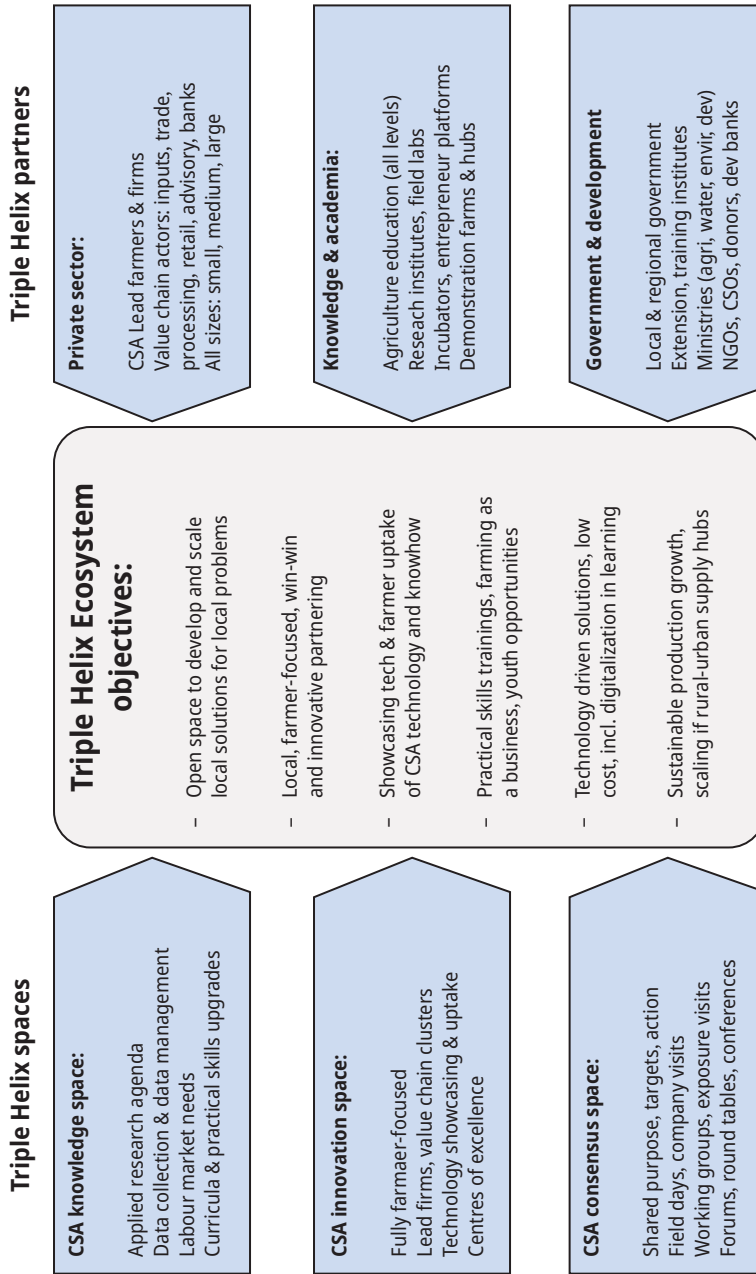 Triple Helix spaces
CSA knowledge space:
Applied research agenda
Data collection & data management
Labour market needs
Curricula & practical skills upgrades
CSA innovation space:
Fully farmaer-focused
Lead firms, value chain clusters
Technology showcasing & uptake
Centres of excellence
CSA consensus space:
Shared purpose, targets, action
Field days, company visits
Working groups, exposure visits
Forums, round tables, conferences
Triple Helix Ecosystem
objectives:
– Open space to develop and scale
local solutions for local problems
– Local, farmer-focused, win-win
and innovative partnering
– Showcasing tech & farmer uptake
of CSA technology and knowhow
– Practical skills trainings, farming as
a business, youth opportunities
– Technology driven solutions, low
cost, incl. digitalization in learning
– Sustainable production growth,
scaling if rural-urban supply hubs
Triple Helix partners
Private sector:
CSA Lead farmers & firms
Value chain actors: inputs, trade,
processing, retail, advisory, banks
All sizes: small, medium, large
Knowledge & academia:
Agriculture education (all levels)
Reseach institutes, field labs
Incubators, entrepreneur platforms
Demonstration farms & hubs
Government & development
Local & regional government
Extension, training institutes
Ministries (agri, water, envir, dev)
NGOs, CSOs, donors, dev banks